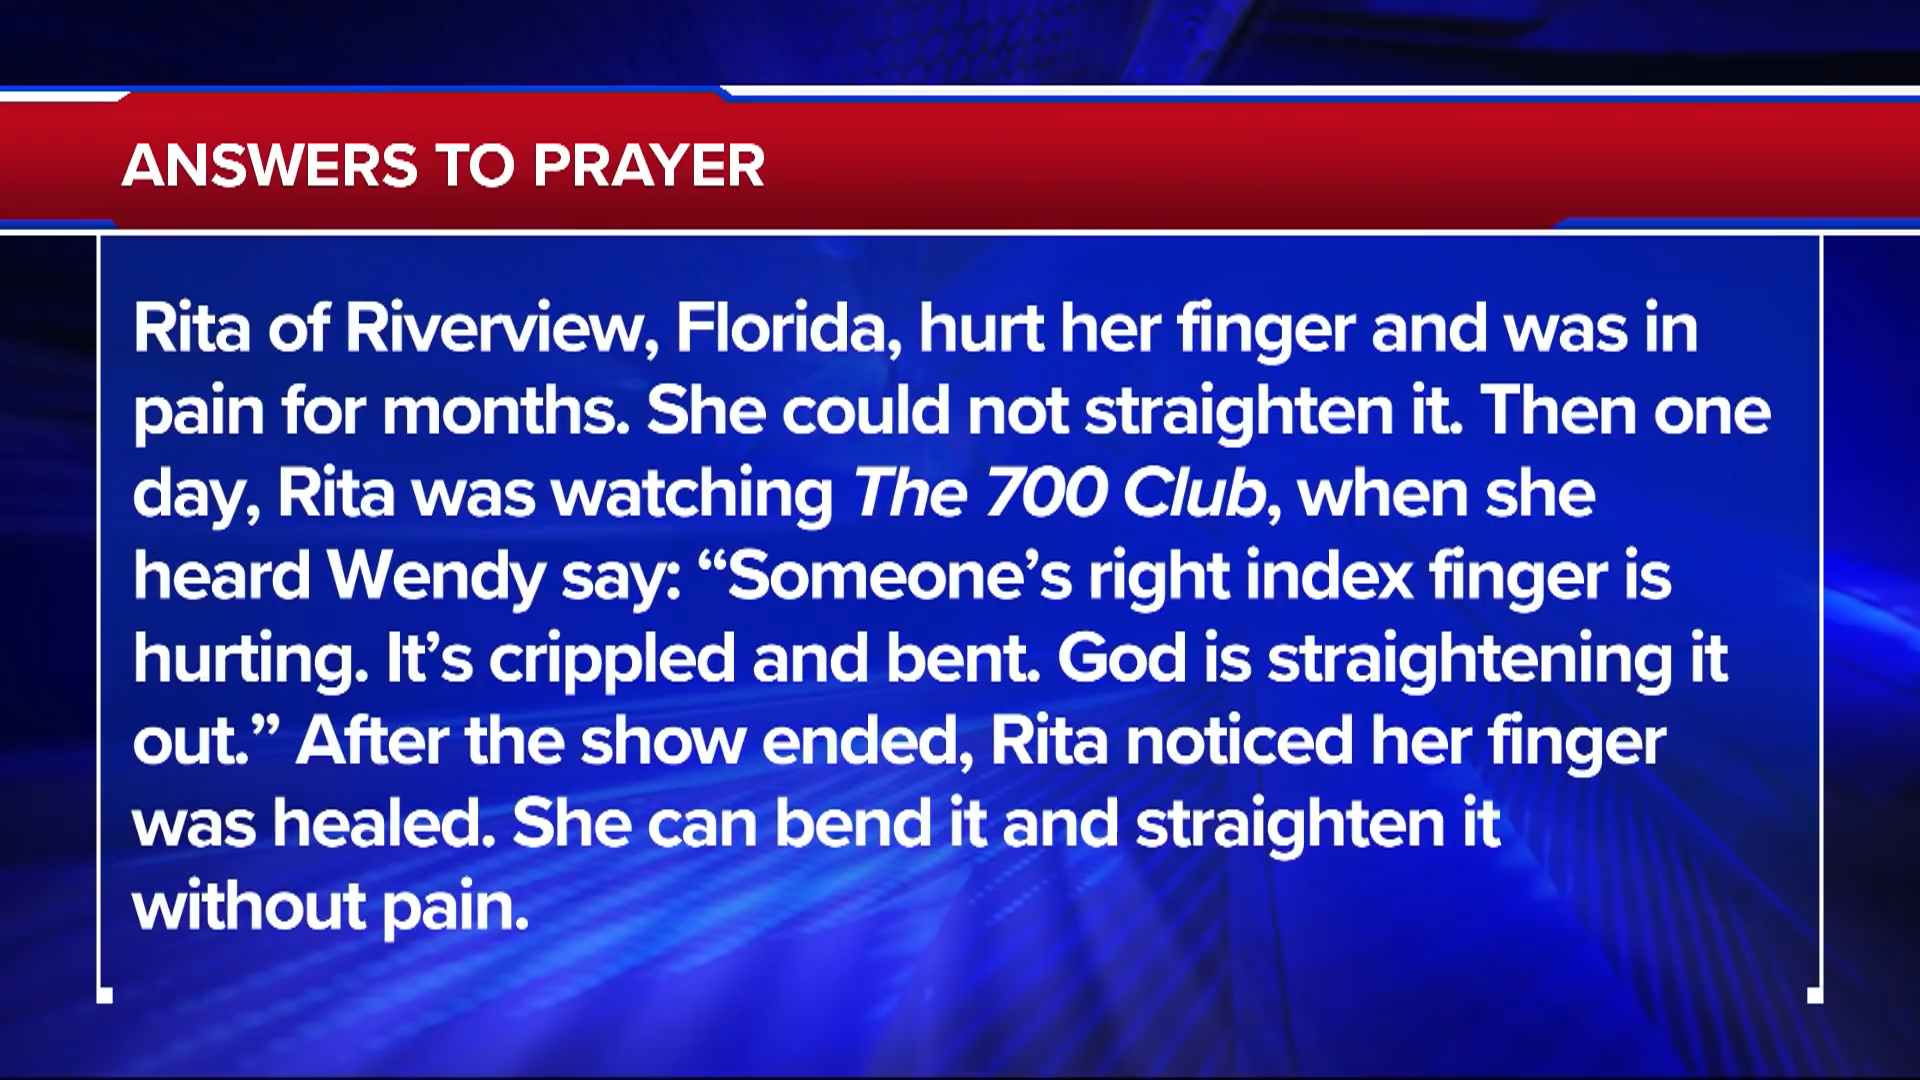 ANSWERS TO PRAYER
Rita of Riverview, Florida, hurt her finger and was in
pain for months. She could not straighten it. Then one
day, Rita was watching The 700 Club, when she
heard Wendy say: “Someone’s right index finger is
hurting. It’s crippled and bent. God is straightening it
out.” After the show ended, Rita noticed her finger
was healed. She can bend it and straighten it
without pain.